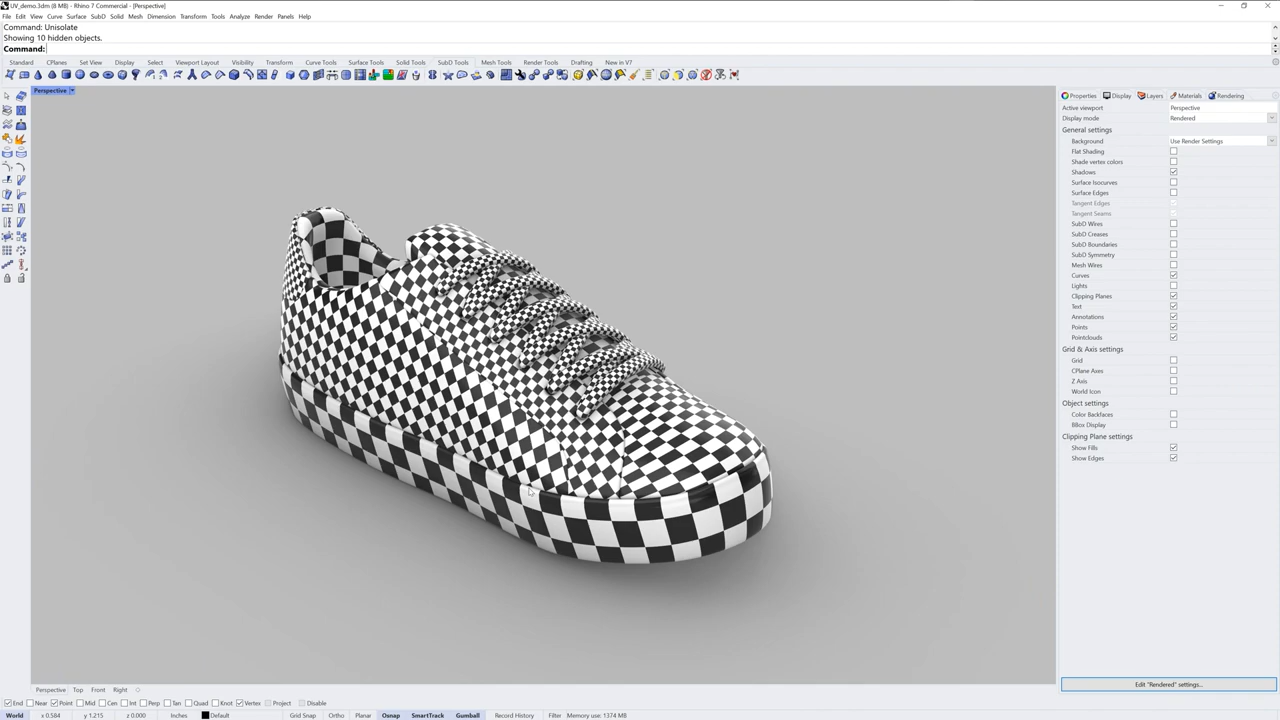 UV_demo.3dm (8 MB) - Rhino 7 Commercial - [Perspective]
File Edit View Curve Surface SubD Solid Mesh Dimension Transform Tools Analyze Render Panels Help
Command: Unisolate
Showing 10 hidden objects.
Command:
Standard CPlanes Set View Display Select Viewport Layout Visibility Transform Curve Tools Surface Tools Solid Tools SubD Tools Mesh Tools Render Tools Drafting New in V7
Perspective
Properties Display Layers Materials Rendering
Active viewport Perspective
Display mode Rendered
General settings
Background Use Render Settings
Flat Shading
Shade vertex colors
Shadows
Surface Isocurves
Surface Edges
Tangent Edges
Tangent Seams
SubD Wires
SubD Creases
SubD Boundaries
SubD Symmetry
Mesh Wires
Curves
Lights
Clipping Planes
Text
Annotations
Points
Pointclouds
Grid & Axis settings
Grid
CPlane Axes
Z Axis
World Icon
Object settings
Color Backfaces
BBox Display
Clipping Plane settings
Show Fills
Show Edges
Edit "Rendered" settings...
Perspective Top Front Right
End Near Point Mid Cen Int Perp Tan Quad Knot Vertex Project Disable
World x 0.584 y 1.215 z 0.000 Inches Default Grid Snap Ortho Planar Osnap SmartTrack Gumball Record History Filter Memory use: 1374 MB